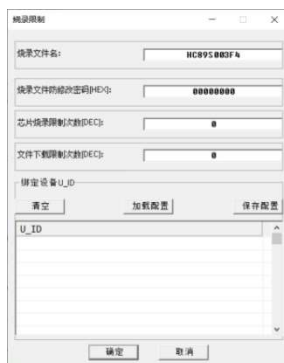 烧录限制
烧录文件名:
HC89S003F4
烧录文件防修改密码(HEX):
00000000
芯片烧录限制次数(DEC):
0
文件下载限制次数(DEC):
0
绑定设备U_ID
清空 加载配置 保存配置
U_ID
确定 取消